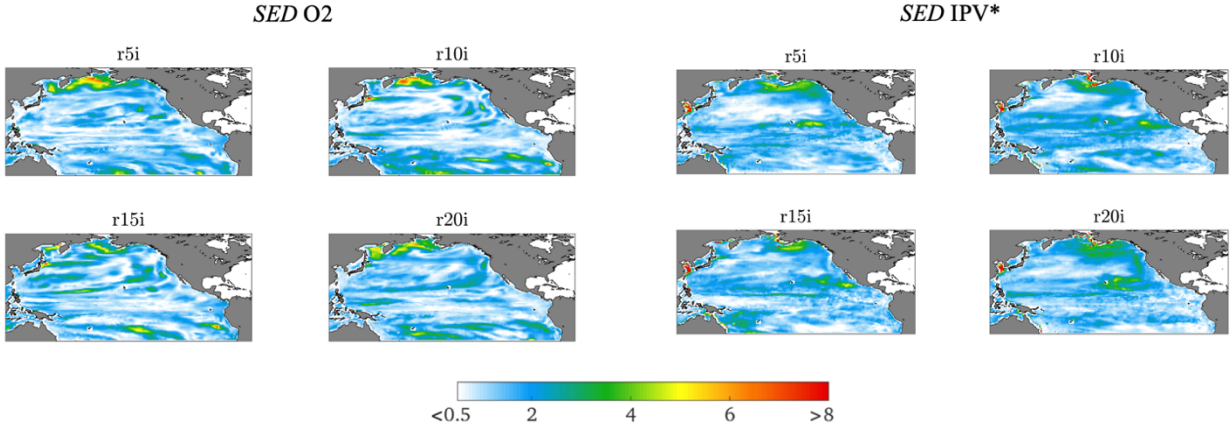 SED O2
SED IPV*
r5i
r10i
r5i
r10i
r15i
r20i
r15i
r20i
<0.5 2 4 6 >8